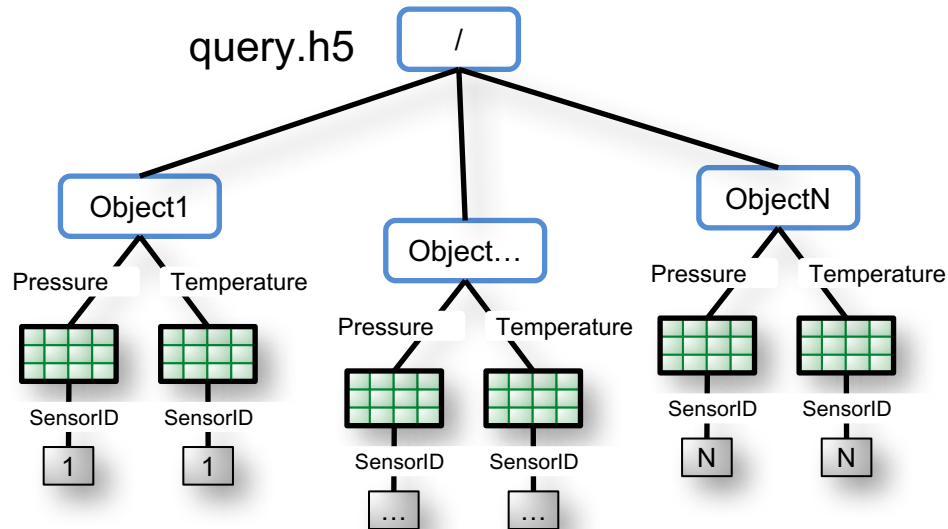 query.h5
/
Object1
Object…
ObjectN
Pressure
Temperature
Pressure
Temperature
Pressure
Temperature
SensorID
SensorID
SensorID
SensorID
SensorID
SensorID
1
1
…
…
N
N